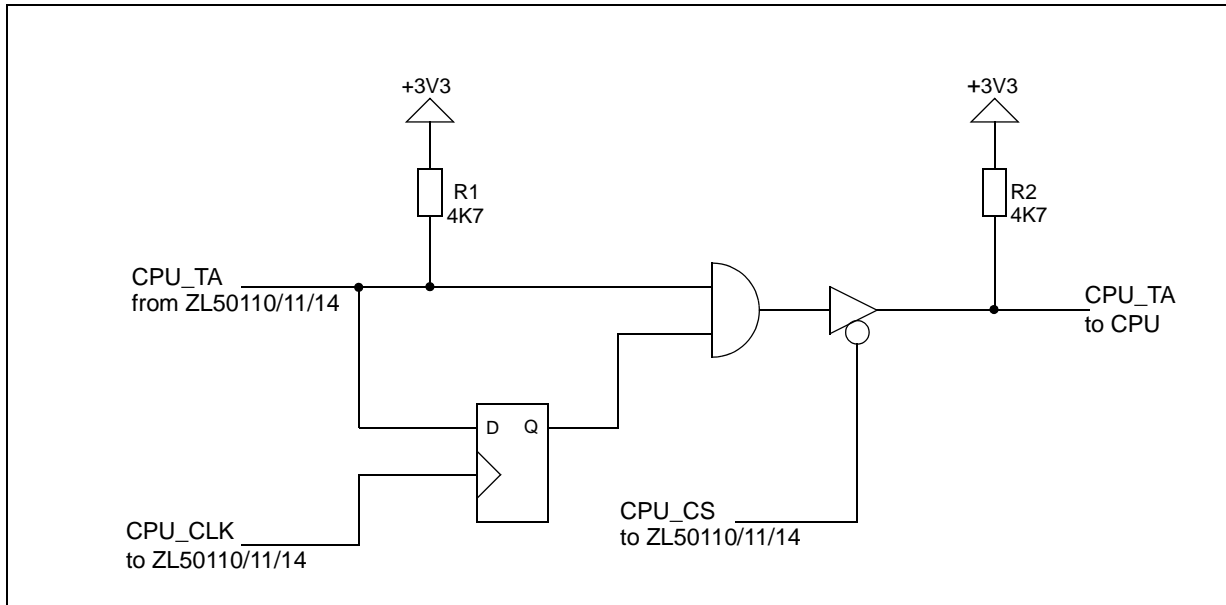 +3V3
+3V3
R1
4K7
R2
4K7
CPU_TA
from ZL50110/11/14
CPU_TA
to CPU
D Q
CPU_CLK
to ZL50110/11/14
CPU_CS
to ZL50110/11/14